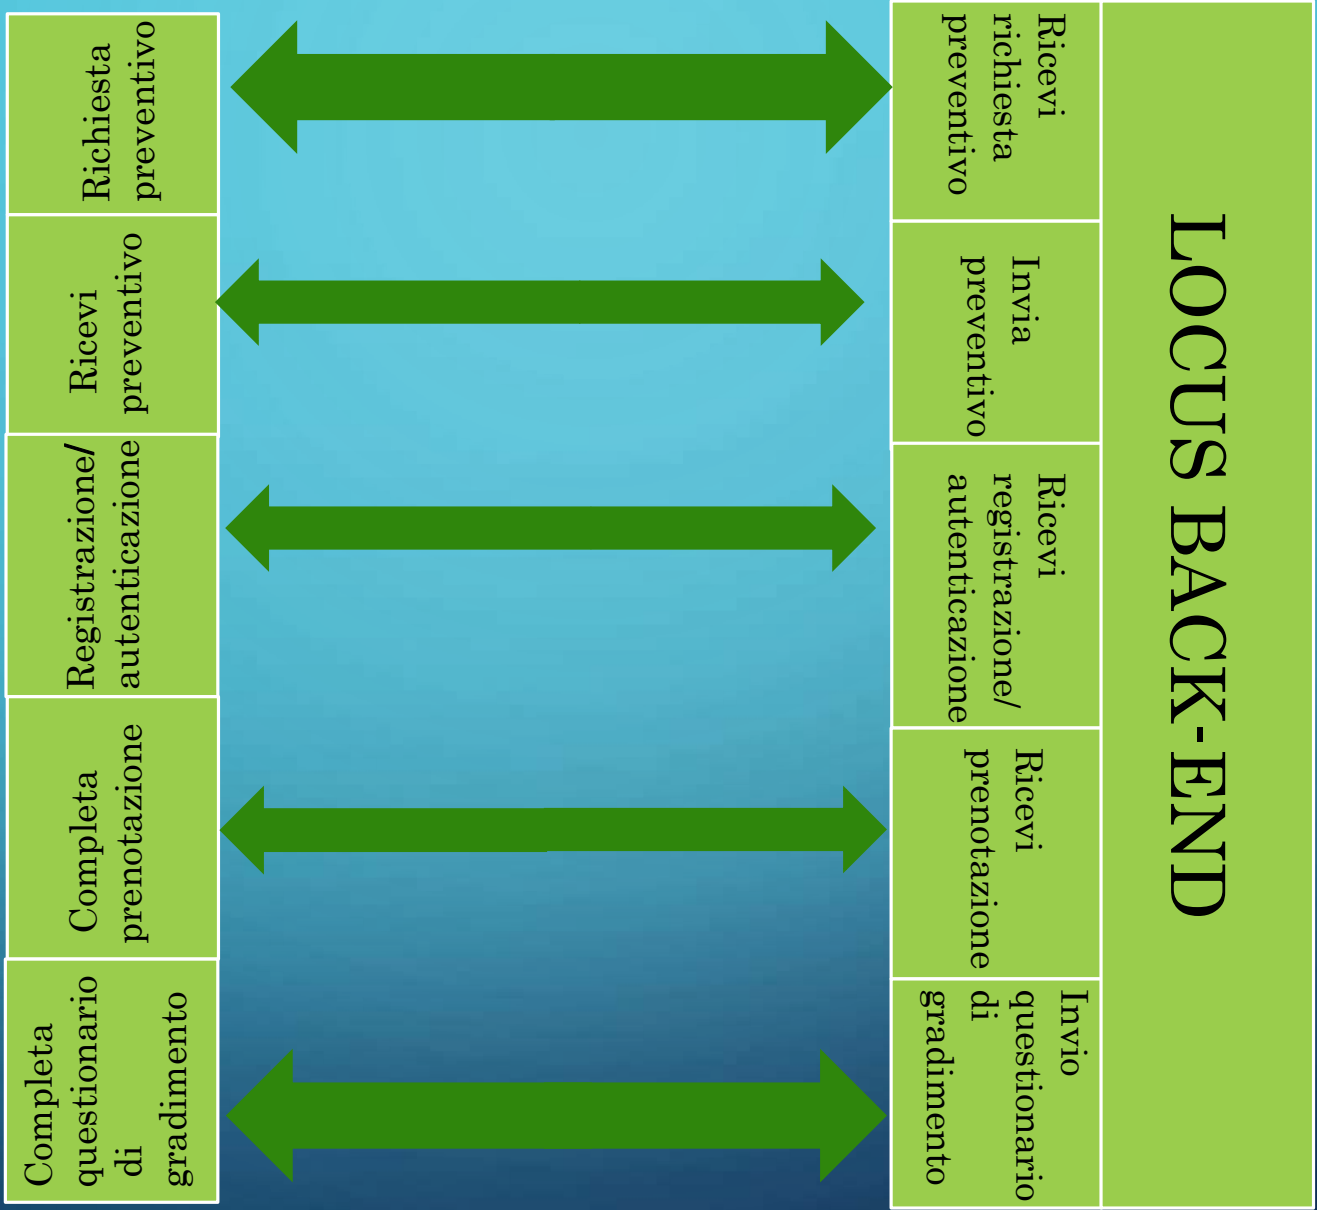 Richiesta
preventivo
Ricevi
preventivo
Registrazione/
autenticazione
Completa
prenotazione
Completa
questionario
di
gradimento
Ricevi
richiesta
preventivo
Invia
preventivo
Ricevi
registrazione/
autenticazione
Ricevi
prenotazione
Invio
questionario
di
gradimento
LOCUS BACK-END